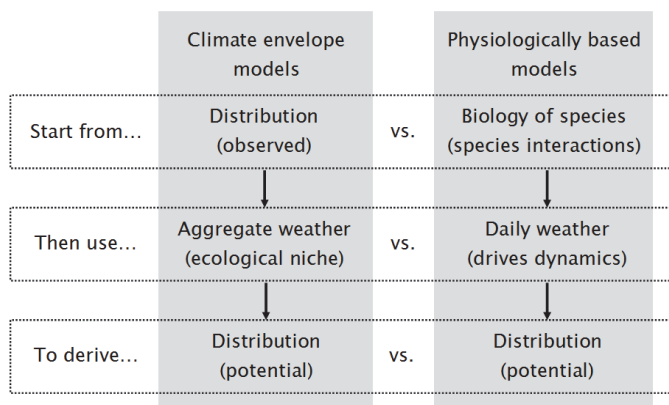 Climate envelope
models
Physiologically based
models
Start from...
Distribution
(observed)
vs.
Biology of species
(species interactions)
Then use...
Aggregate weather
(ecological niche)
vs.
Daily weather
(drives dynamics)
To derive...
Distribution
(potential)
vs.
Distribution
(potential)